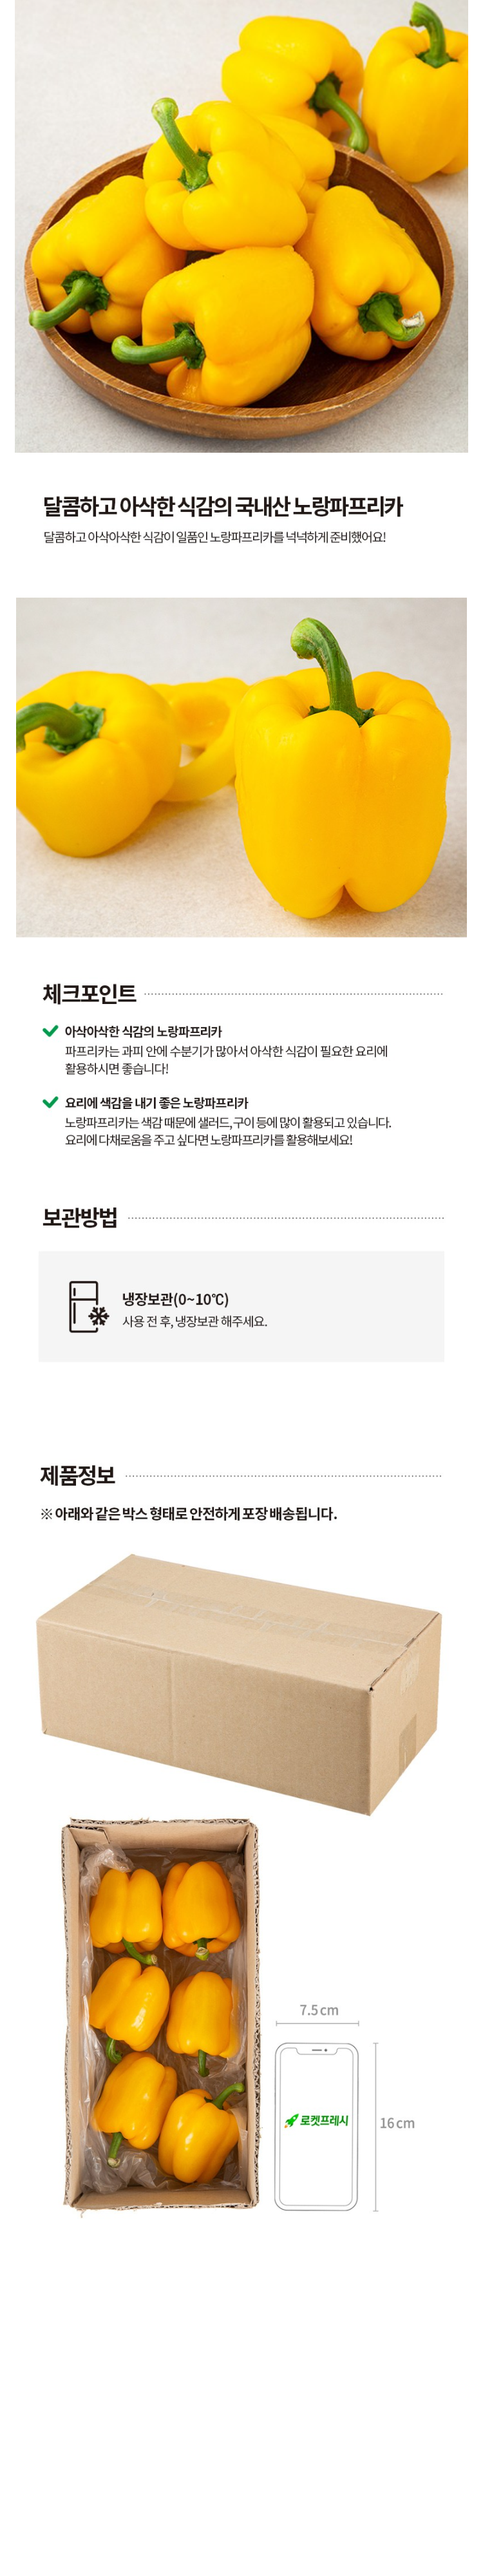 달콤하고 아삭한 식감의 국내산 노랑파프리카
달콤하고 아삭아삭한 식감이 일품인 노랑파프리카를 넉넉하게 준비했어요!
체크포인트
아삭아삭한 식감의 노랑파프리카
파프리카는 과피 안에 수분기가 많아서 아삭한 식감이 필요한 요리에
활용하시면 좋습니다!
요리에 색감을 내기 좋은 노랑파프리카
노랑파프리카는 색감 때문에 샐러드, 구이 등에 많이 활용되고 있습니다.
요리에 다채로움을 주고 싶다면 노랑파프리카를 활용해보세요!
보관방법
냉장보관(0~10℃)
사용 전 후, 냉장보관 해주세요.
제품정보
※ 아래와 같은 박스 형태로 안전하게 포장 배송됩니다.
7.5 cm
로켓프레시
16 cm